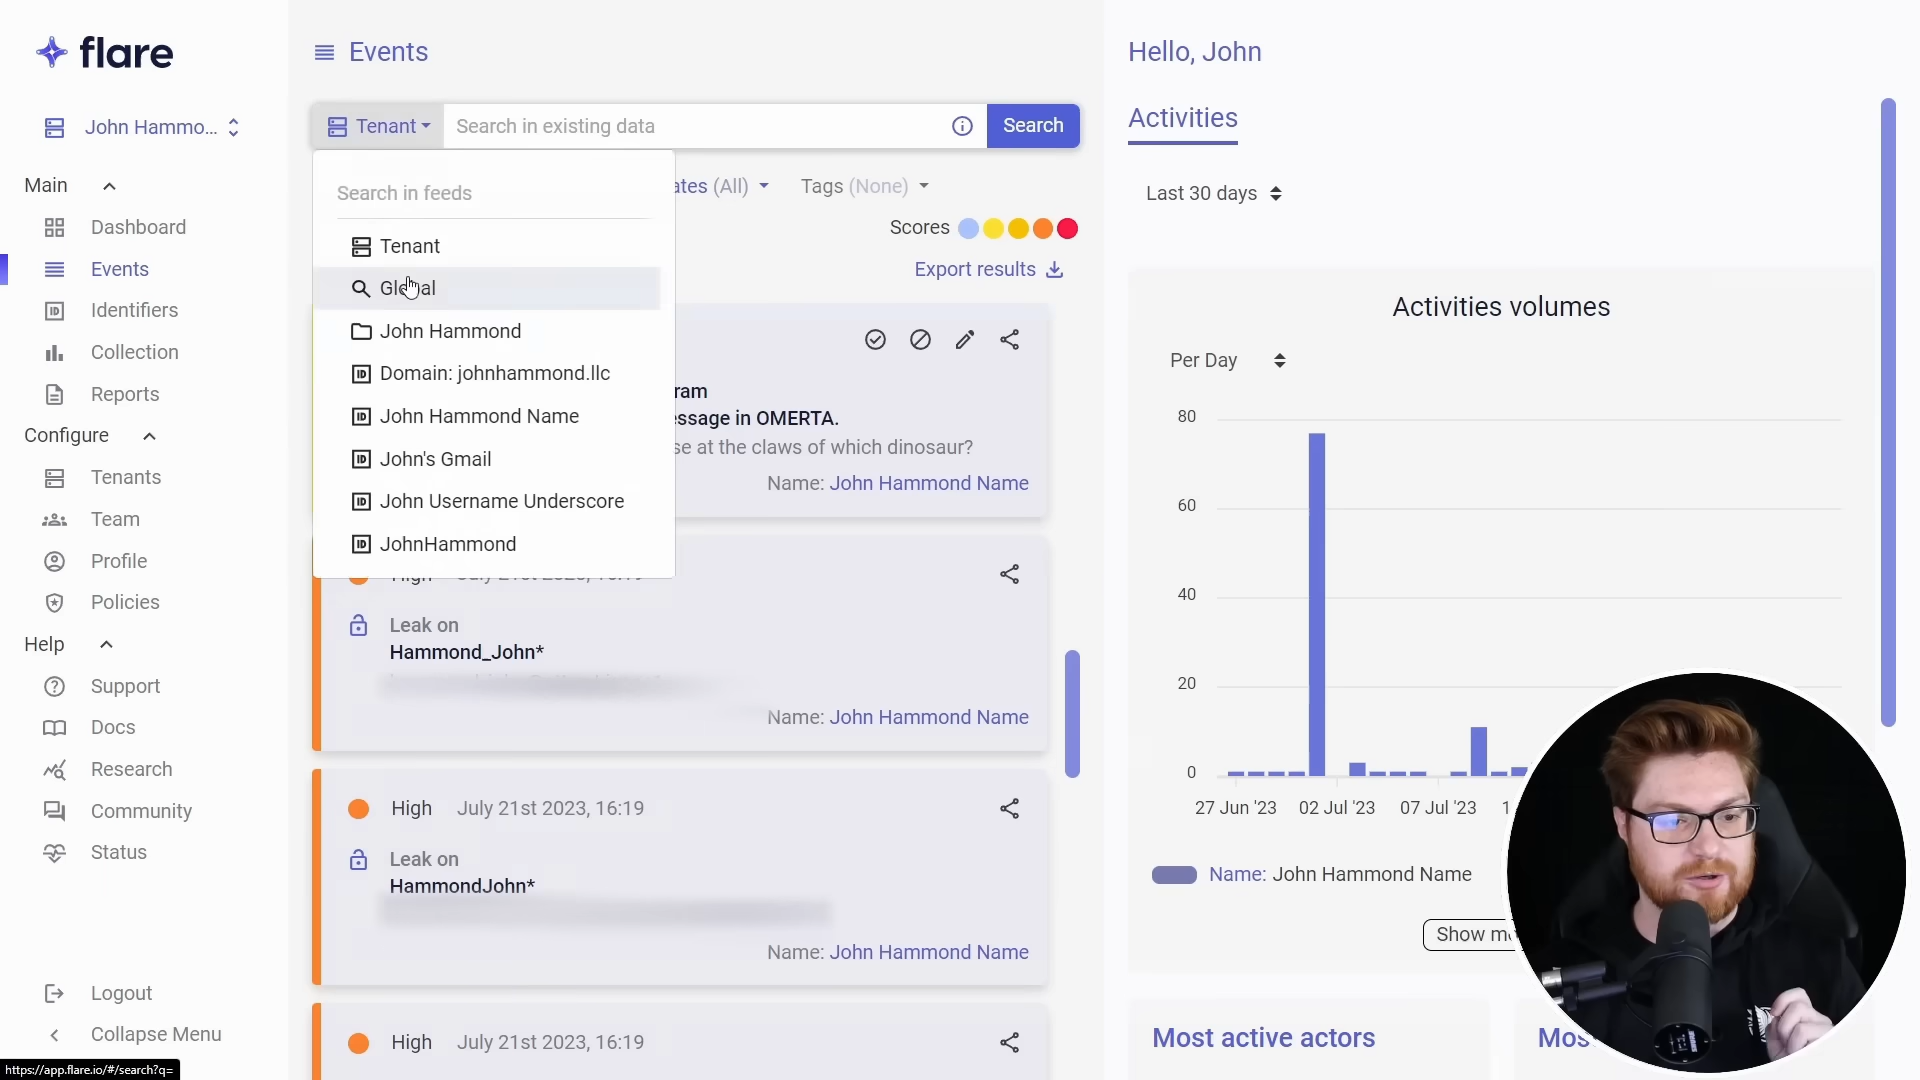 flare
John Hammo...
Main
Dashboard
Events
Identifiers
Collection
Reports
Configure
Tenants
Team
Profile
Policies
Help
Support
Docs
Research
Community
Status
Logout
Collapse Menu
https://app.flare.io/#/search?q=
Events
Tenant
Search in existing data
Search
Search in feeds
Tenant
Global
John Hammond
Domain: johnhammond.llc
John Hammond Name
John's Gmail
John Username Underscore
JohnHammond
ates (All)
Tags (None)
Scores
Export results
ram
essage in OMERTA.
se at the claws of which dinosaur?
Name: John Hammond Name
High July 21st 2023, 16:19
Leak on
Hammond_John*
Name: John Hammond Name
High July 21st 2023, 16:19
Leak on
HammondJohn*
Name: John Hammond Name
High July 21st 2023, 16:19
Hello, John
Activities
Last 30 days
Activities volumes
Per Day
80
60
40
20
0
27 Jun '23 02 Jul '23 07 Jul '23 1
Name: John Hammond Name
Show m
Most active actors
Mos